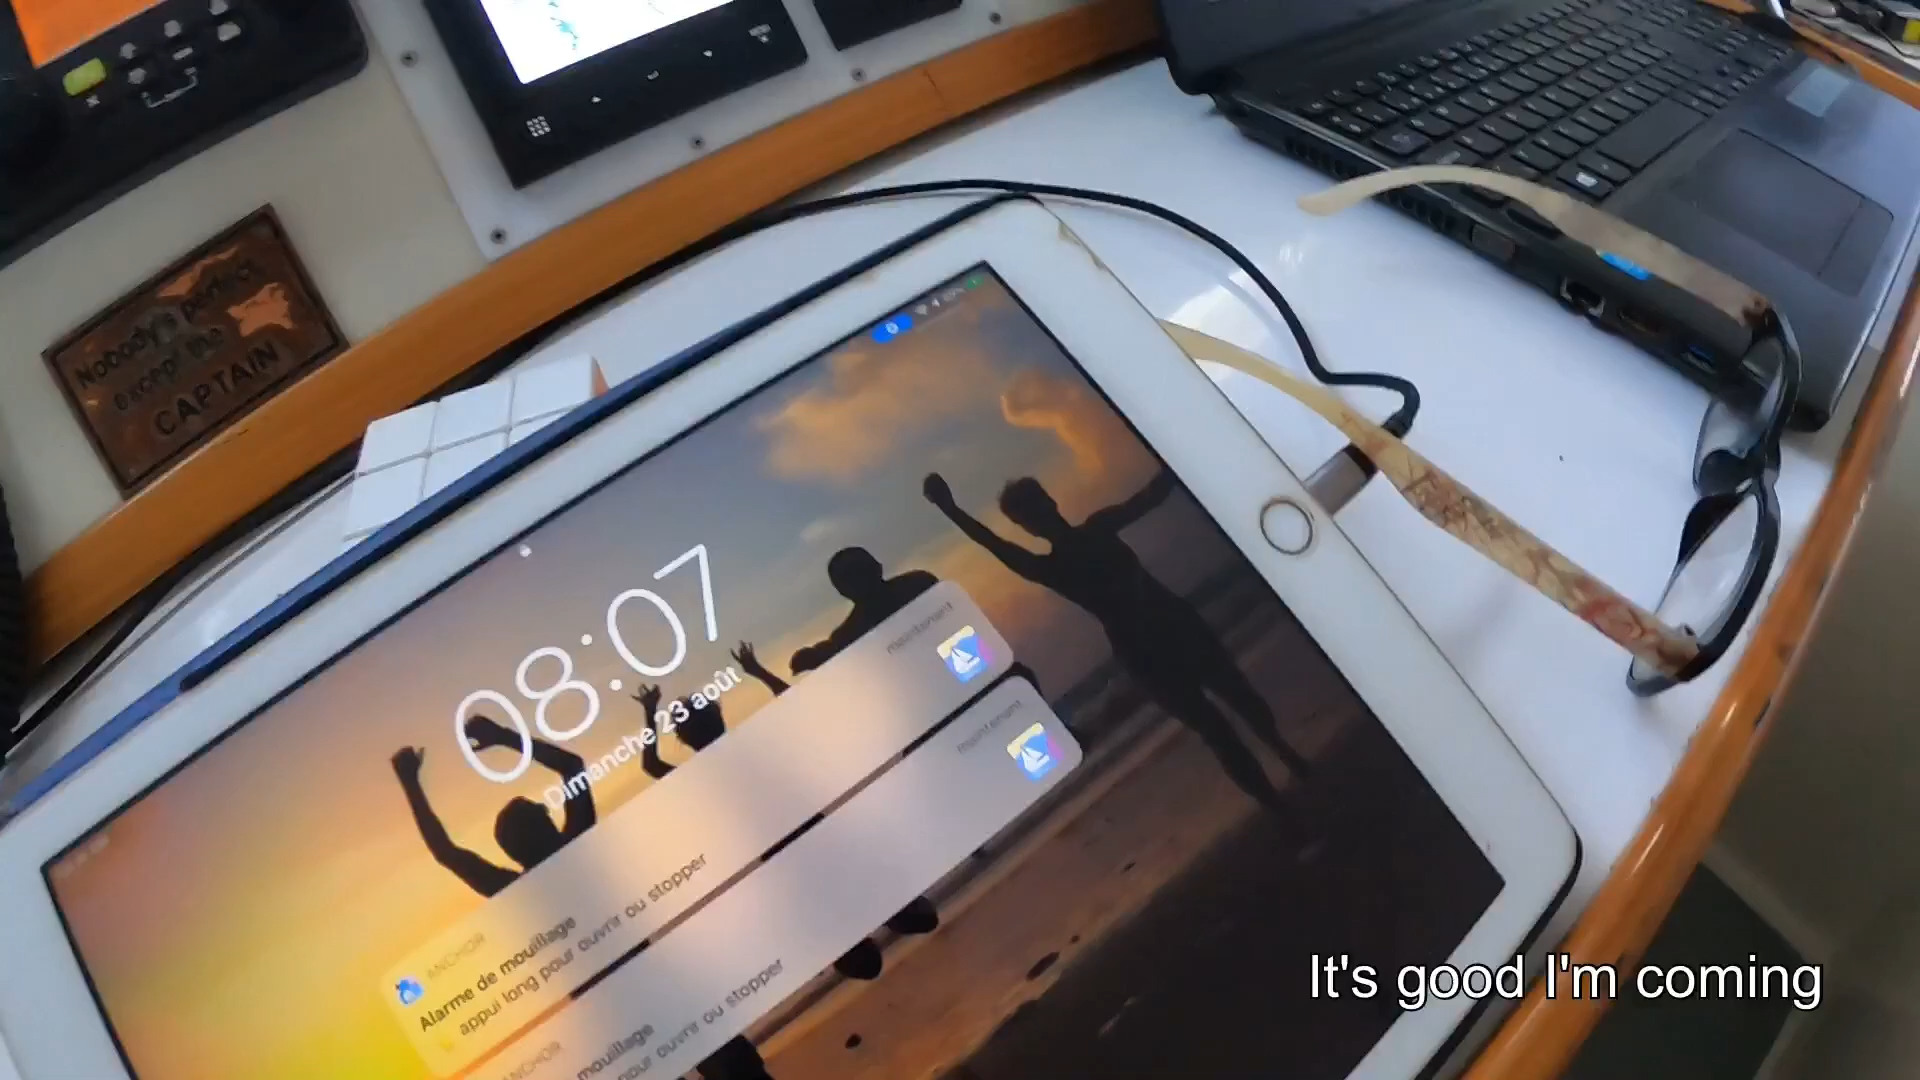 Nobody's perfect
except the
CAPTAIN
08:07
Dimanche 23 août
maintenant
ANCHOR
Alarme de mouillage
appui long pour ouvrir ou stopper
maintenant
ANCHOR
mouillage
pour ouvrir ou stopper
It's good I'm coming